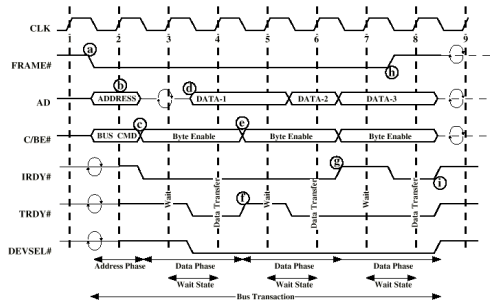 CLK
1 2 3 4 5 6 7 8 9
FRAME# a h
b d
AD ADDRESS DATA-1 DATA-2 DATA-3
c e
C/BE# BUS CMD Byte Enable Byte Enable Byte Enable
g
IRDY# i
Wait Data Transfer Wait Data Transfer Wait Data Transfer
TRDY# f
DEVSEL#
Address Phase Data Phase Data Phase Data Phase
Wait State Wait State Wait State
Bus Transaction